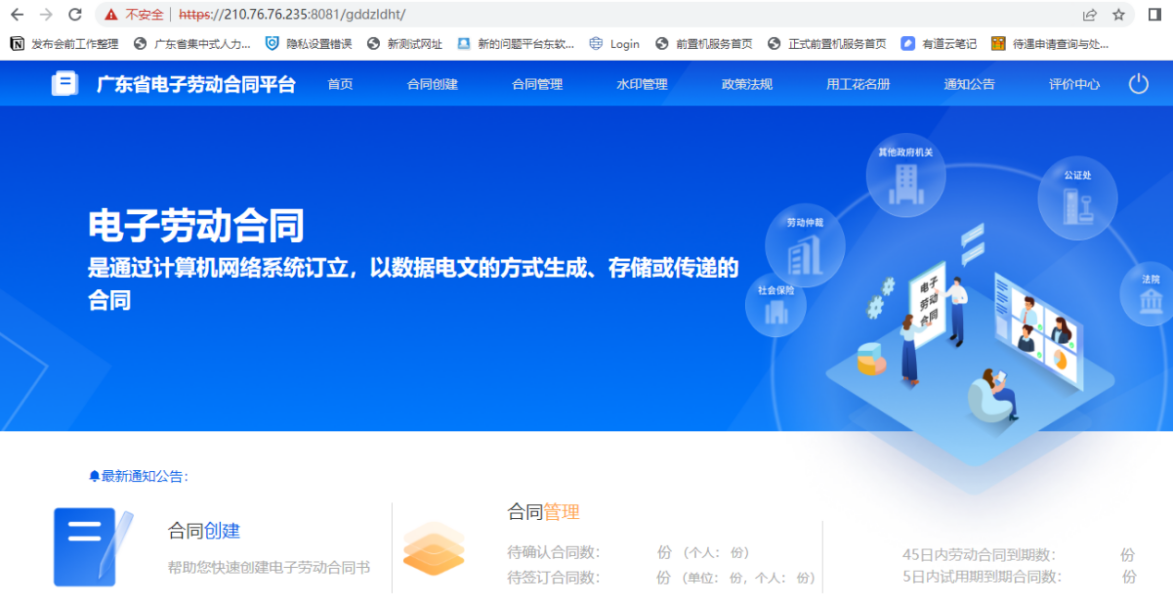 不安全 https://210.76.76.235:8081/gddzldht/
发布会前工作整理 广东省集中式人力... 隐私设置错误 新测试网址 新的问题平台东软... Login 前置机服务首页 正式前置机服务首页 有道云笔记 待遇申请查询与处...
广东省电子劳动合同平台 首页 合同创建 合同管理 水印管理 政策法规 用工花名册 通知公告 评价中心
其他政府机关
公证处
劳动仲裁
电子劳动合同
是通过计算机网络系统订立，以数据电文的方式生成、存储或传递的
合同
法院
社会保险
电子
劳动
合同
最新通知公告：
合同创建
帮助您快速创建电子劳动合同书
合同管理
待确认合同数： 份 （个人： 份）
待签订合同数： 份 （单位： 份，个人： 份）
45日内劳动合同到期数： 份
5日内试用期到期合同数： 份